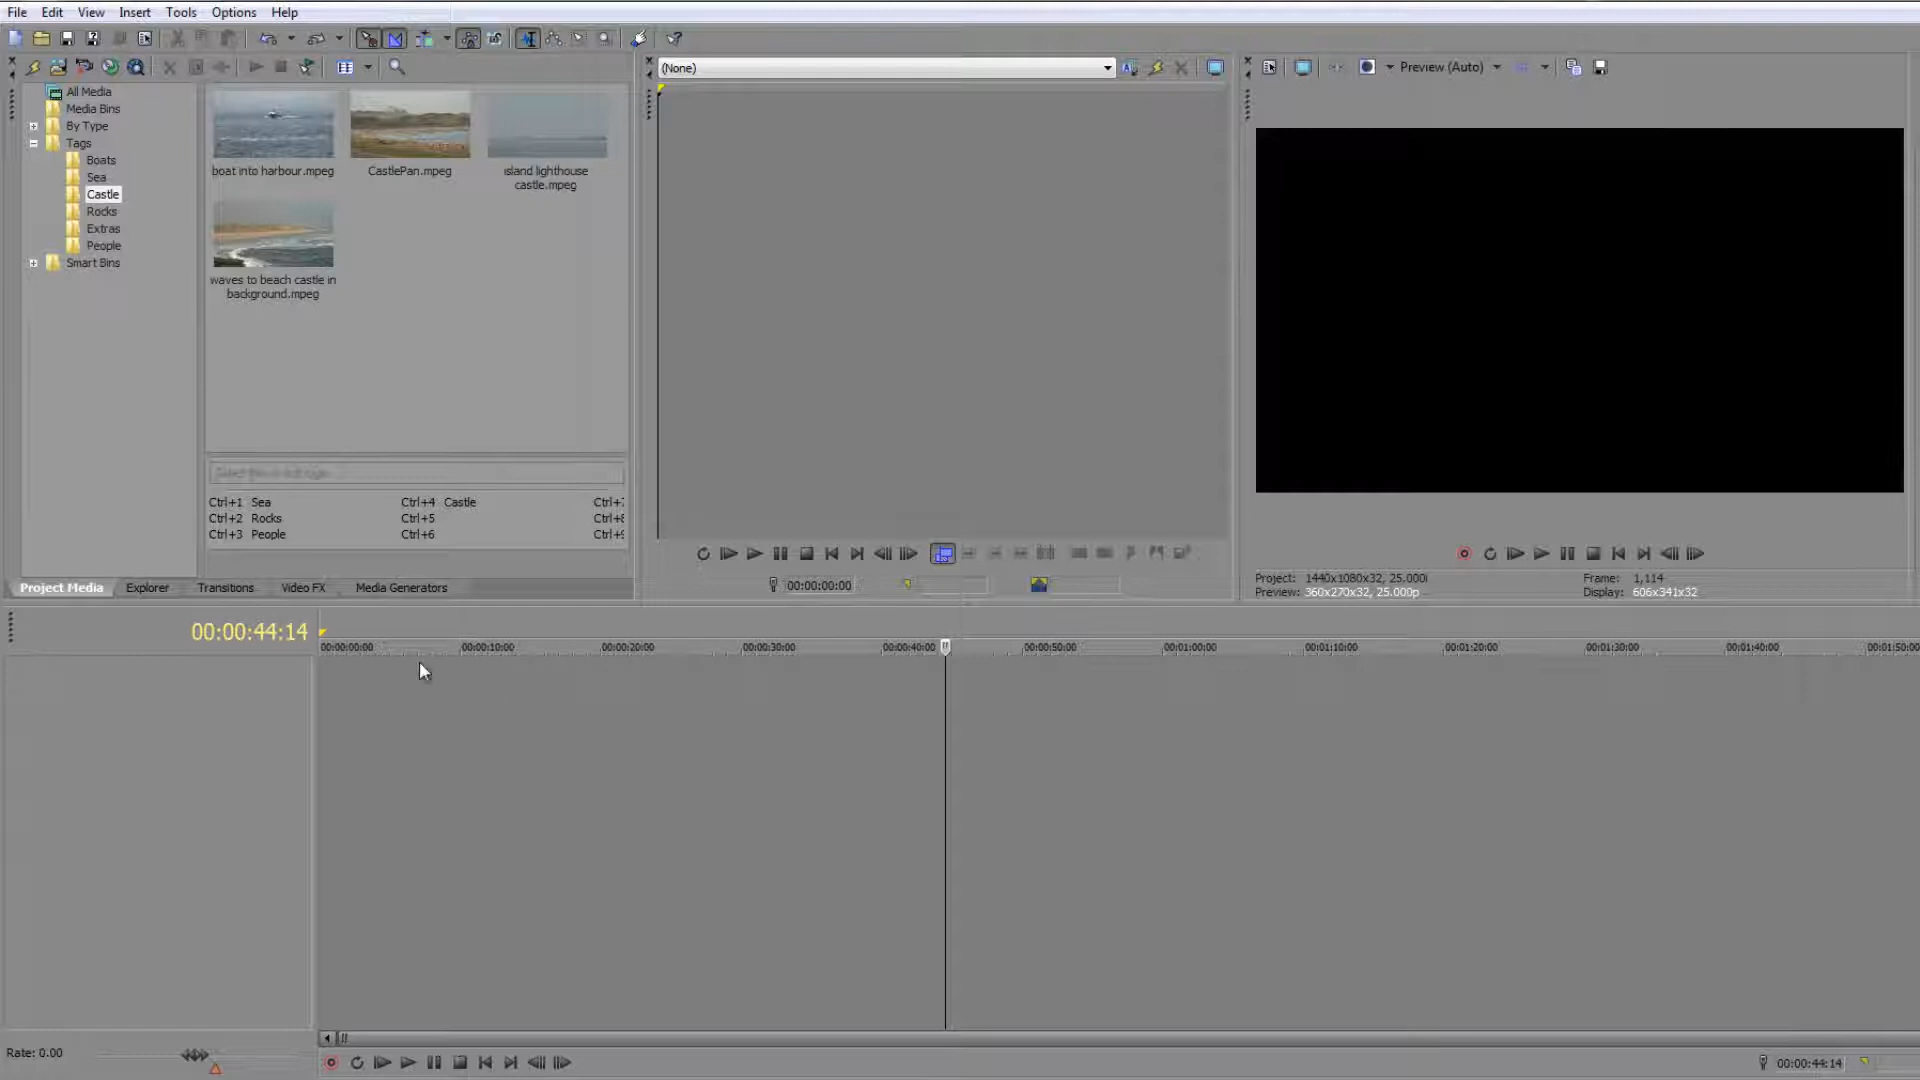 File Edit View Insert Tools Options Help
(None)
Preview (Auto)
All Media
Media Bins
By Type
Tags
Boats
Sea
Castle
Rocks
Extras
People
Smart Bins
boat into harbour.mpeg
CastlePan.mpeg
island lighthouse
castle.mpeg
waves to beach castle in
background.mpeg
Ctrl+1 Sea Ctrl+4 Castle
Ctrl+2 Rocks Ctrl+5
Ctrl+3 People Ctrl+6
Project Media Explorer Transitions Video FX Media Generators
00:00:00:00
Project: 1440x1080x32, 25.000i Frame: 1,114
Preview: 360x270x32, 25.000p Display: 606x341x32
00:00:44:14
00:00:00:00 00:00:10:00 00:00:20:00 00:00:30:00 00:00:40:00 00:00:50:00 00:01:00:00 00:01:10:00 00:01:20:00 00:01:30:00 00:01:40:00 00:01:50:00
Rate: 0.00
00:00:44:14